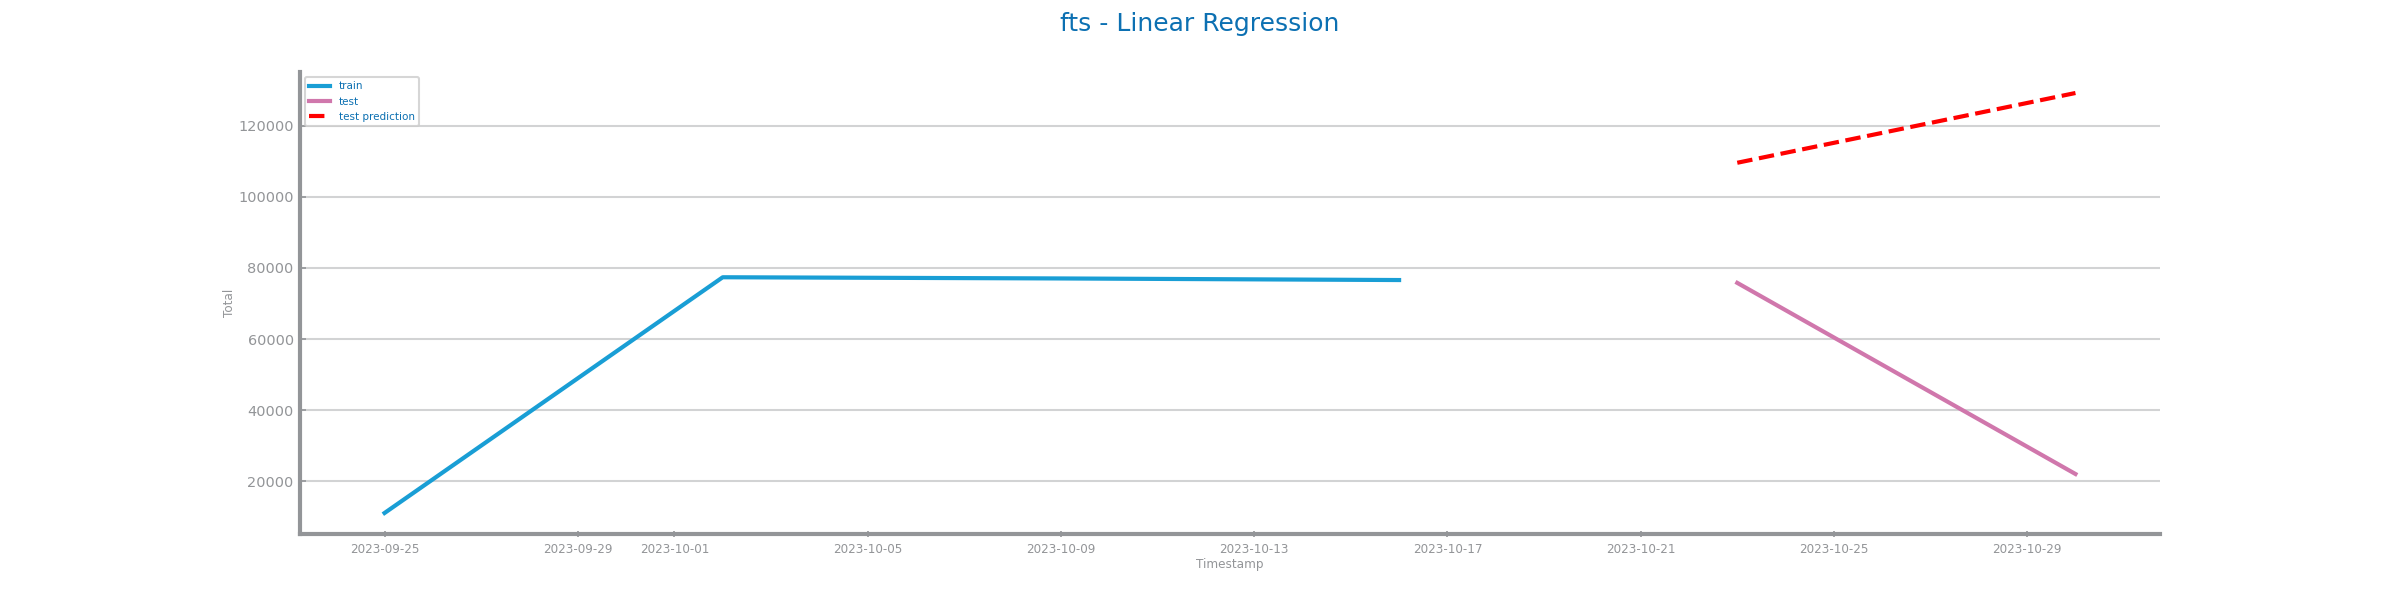 fts - Linear Regression
train
test
test prediction
120000
100000
80000
60000
40000
20000
Total
2023-09-25
2023-09-29
2023-10-01
2023-10-05
2023-10-09
2023-10-13
2023-10-17
2023-10-21
2023-10-25
2023-10-29
Timestamp